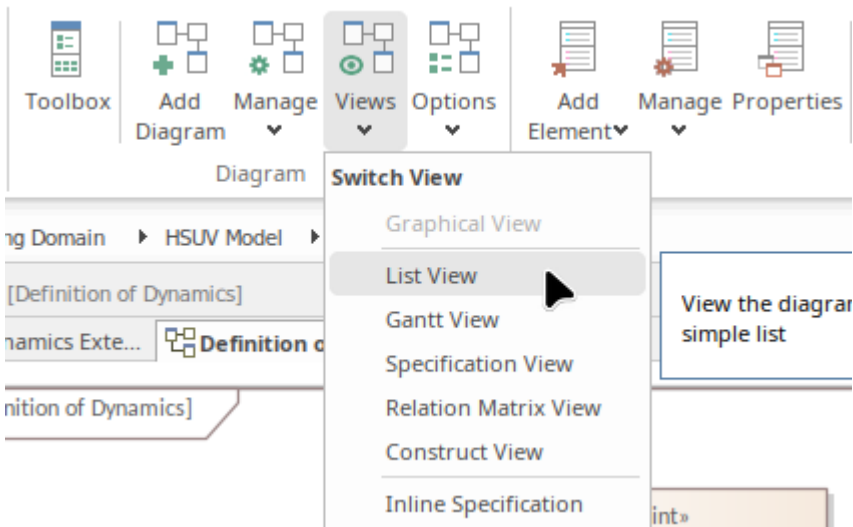 Toolbox
Add Diagram
Manage
Views
Options
Add Element
Manage
Properties
Diagram
Switch View
Graphical View
List View
Gantt View
Specification View
Relation Matrix View
Construct View
Inline Specification
ng Domain
HSUV Model
[Definition of Dynamics]
namics Exte...
Definition o
nition of Dynamics]
View the diagram
simple list
int»